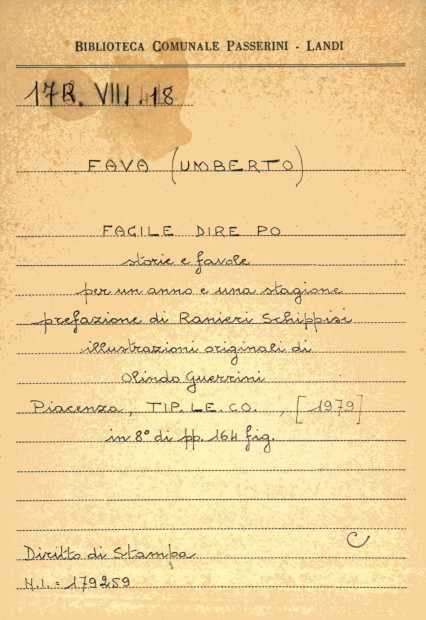 BIBLIOTECA COMUNALE PASSERINI - LANDI
17R. VIII. 18
FAVA (UMBERTO)
FACILE DIRE PO
storie e favole
per un anno e una stagione
prefazione di Ranieri Schippisi
illustrazioni originali di
Olindo Guerrini
Piacenza, TIP.LE.CO. , [1979]
in 8° di pp. 164 fig.
C
Diritto di Stampa
N.I. = 179259